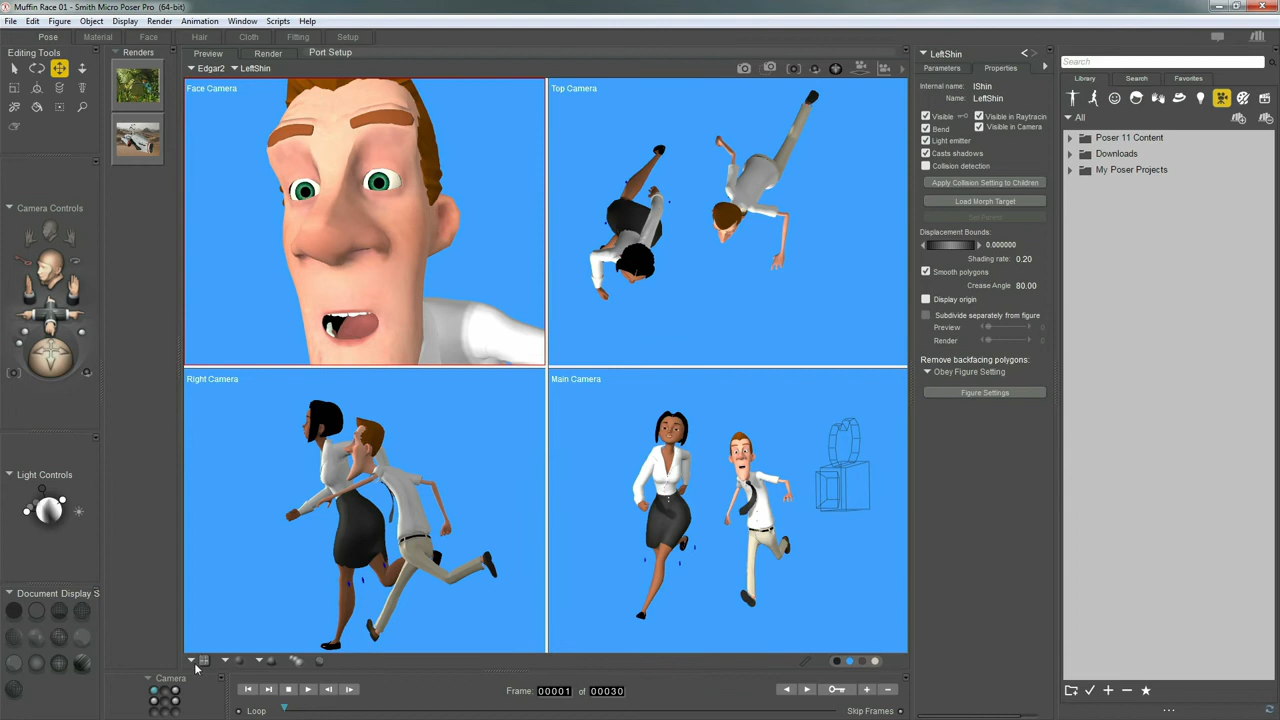 Muffin Race 01 - Smith Micro Poser Pro (64-bit)
File Edit Figure Object Display Render Animation Window Scripts Help
Pose Material Face Hair Cloth Fitting Setup
Editing Tools
Renders
Preview Render Port Setup
Edgar2 LeftShin
Face Camera
Top Camera
Right Camera
Main Camera
Camera Controls
Light Controls
Document Display S
Camera
Frame: 00001 of 00030
Loop
Skip Frames
LeftShin
Parameters Properties
Internal name: lShin
Name: LeftShin
Visible
Visible in Raytracin
Bend
Visible in Camera
Light emitter
Casts shadows
Collision detection
Apply Collision Setting to Children
Load Morph Target
Set Parent
Displacement Bounds:
0.000000
Shading rate: 0.20
Smooth polygons
Crease Angle 80.00
Display origin
Subdivide separately from figure
Preview 0
Render 0
Remove backfacing polygons:
Obey Figure Setting
Figure Settings
Search
Library Search Favorites
All
Poser 11 Content
Downloads
My Poser Projects